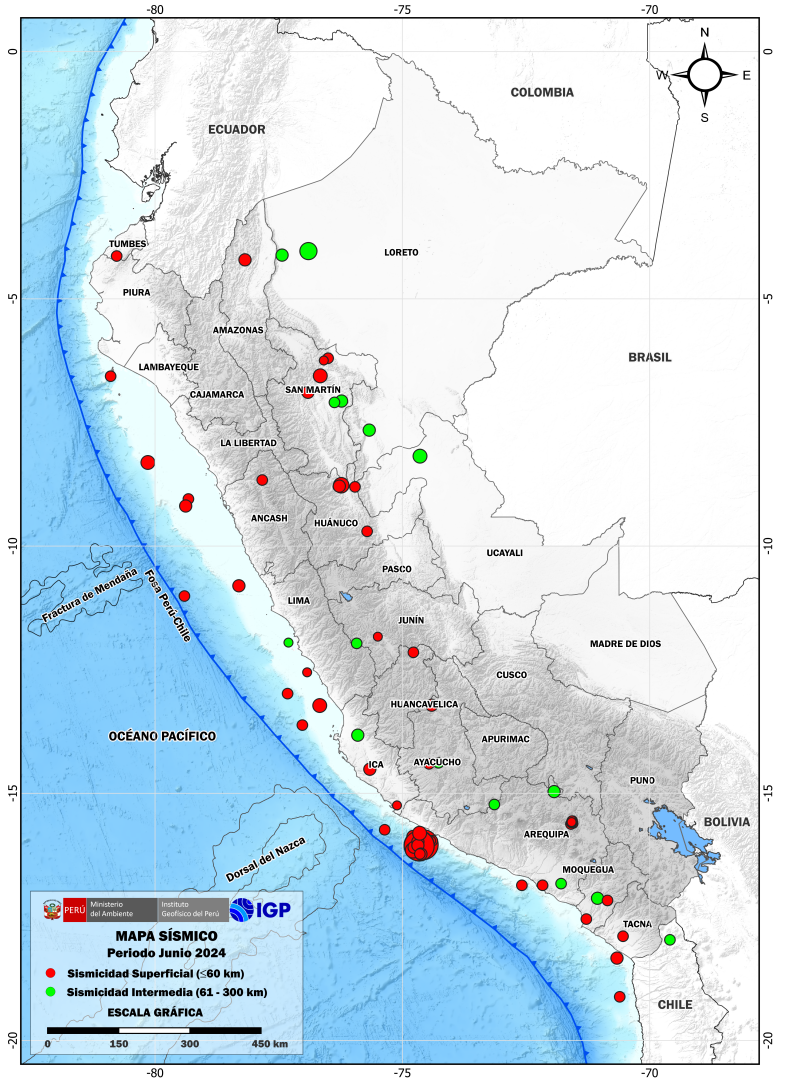 -80 -75 -70
N
W E
S
0 0
COLOMBIA
ECUADOR
TUMBES
LORETO
PIURA
-5 -5
AMAZONAS
BRASIL
LAMBAYEQUE
SAN MARTÍN
CAJAMARCA
LA LIBERTAD
ANCASH
HUÁNUCO
-10 -10
UCAYALI
PASCO
Fractura de Mendaña
Fosa Perú-Chile
LIMA
JUNÍN
MADRE DE DIOS
CUSCO
HUANCAVELICA
OCÉANO PACÍFICO
APURIMAC
ICA
AYACUCHO
PUNO
-15 -15
BOLIVIA
AREQUIPA
Dorsal del Nazca
MOQUEGUA
TACNA
CHILE
PERÚ
Ministerio
del Ambiente
Instituto
Geofísico del Perú
IGP
MAPA SÍSMICO
Periodo Junio 2024
Sismicidad Superficial (≤60 km)
Sismicidad Intermedia (61 - 300 km)
ESCALA GRÁFICA
0 150 300 450 km
-20 -20
-80 -75 -70